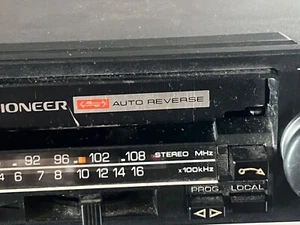 IONEER AUTO REVERSE
92 96 102 108 STEREO MHz
4 5 6 8 10 12 14 16 x100kHz
PROG LOCAL